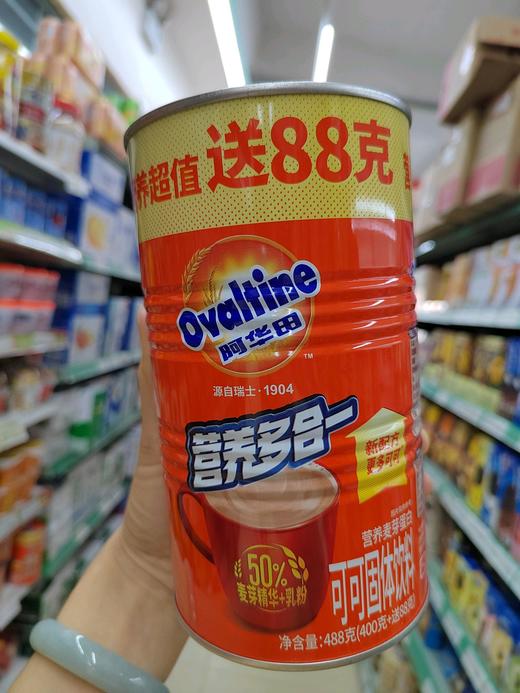 养超值 送88克
Ovaltine
阿华田
TM
源自瑞士·1904
营养多合一
新配方
更多可可
50%
麦芽精华+乳粉
营养麦芽蛋白
可可固体饮料
净含量:488克(400克+送88克)